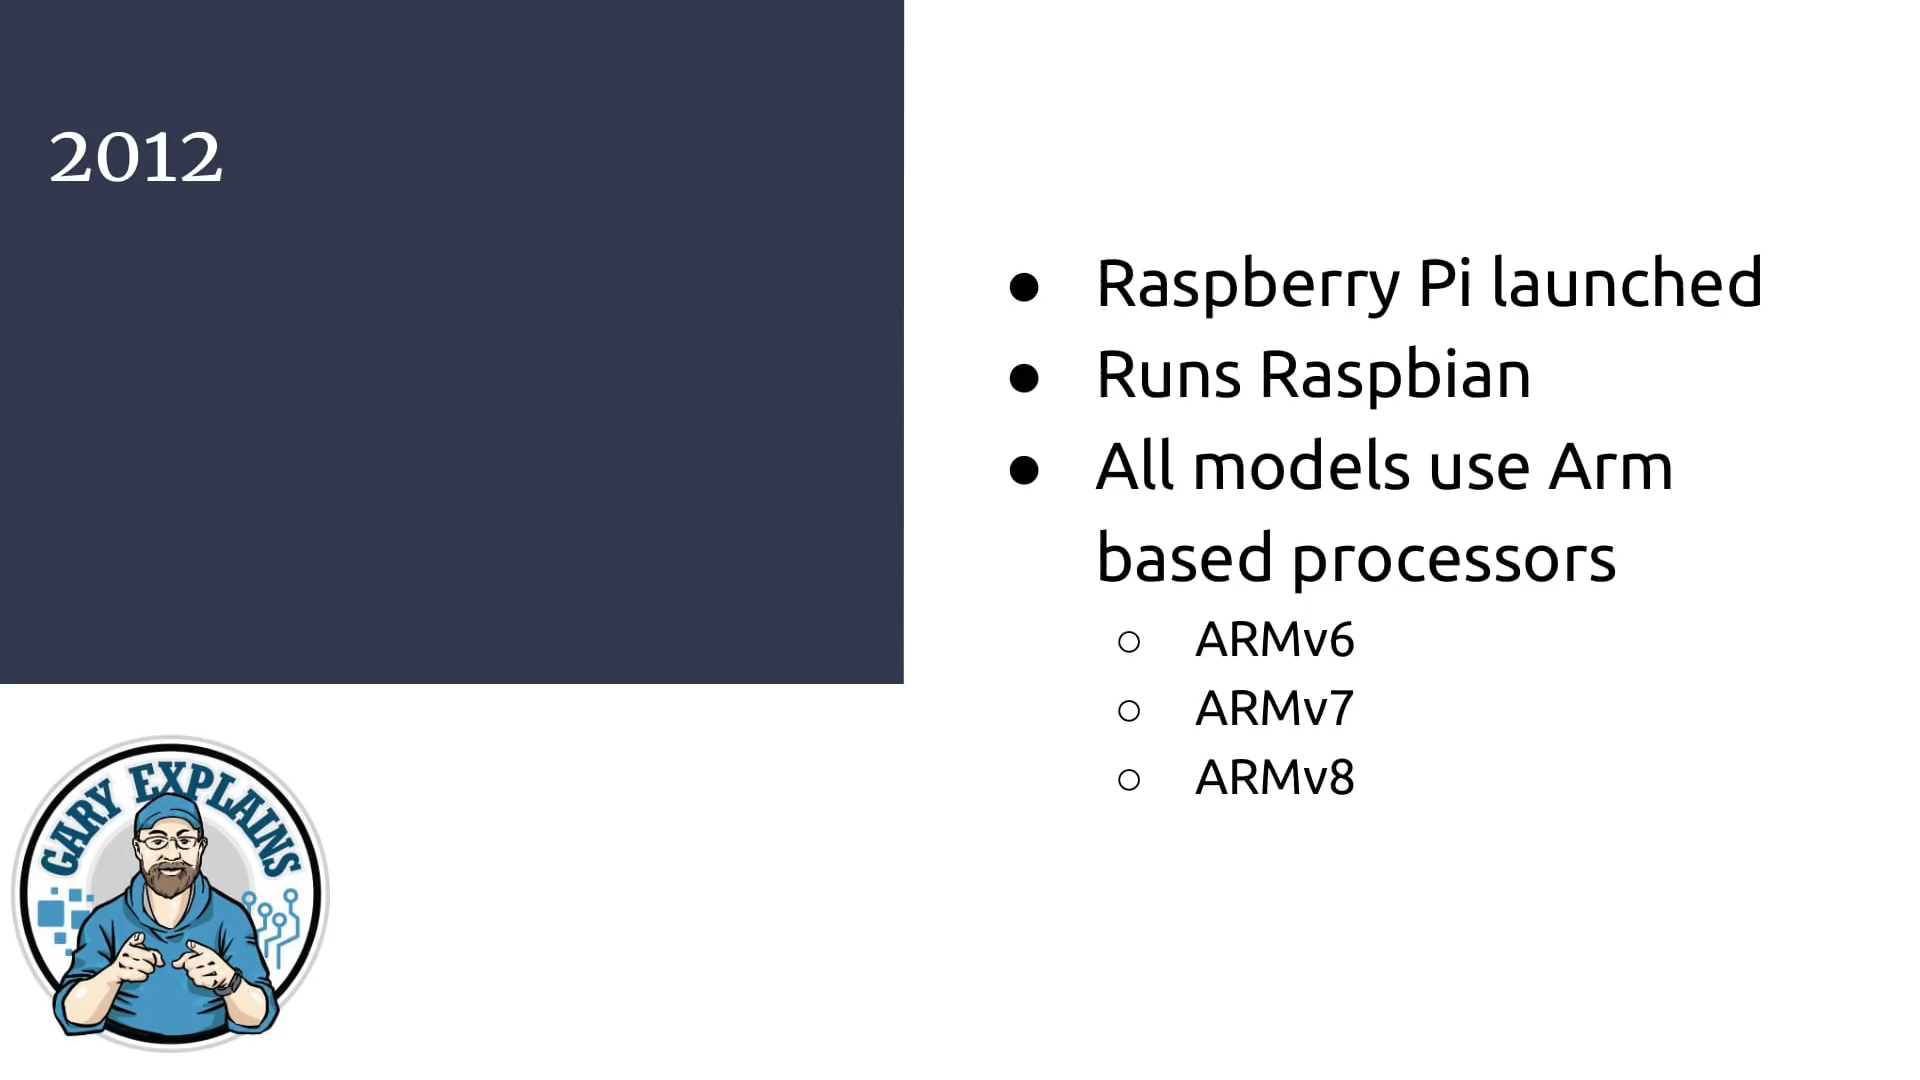 2012
● Raspberry Pi launched
● Runs Raspbian
● All models use Arm
based processors
○ ARMv6
○ ARMv7
○ ARMv8
GARY EXPLAINS